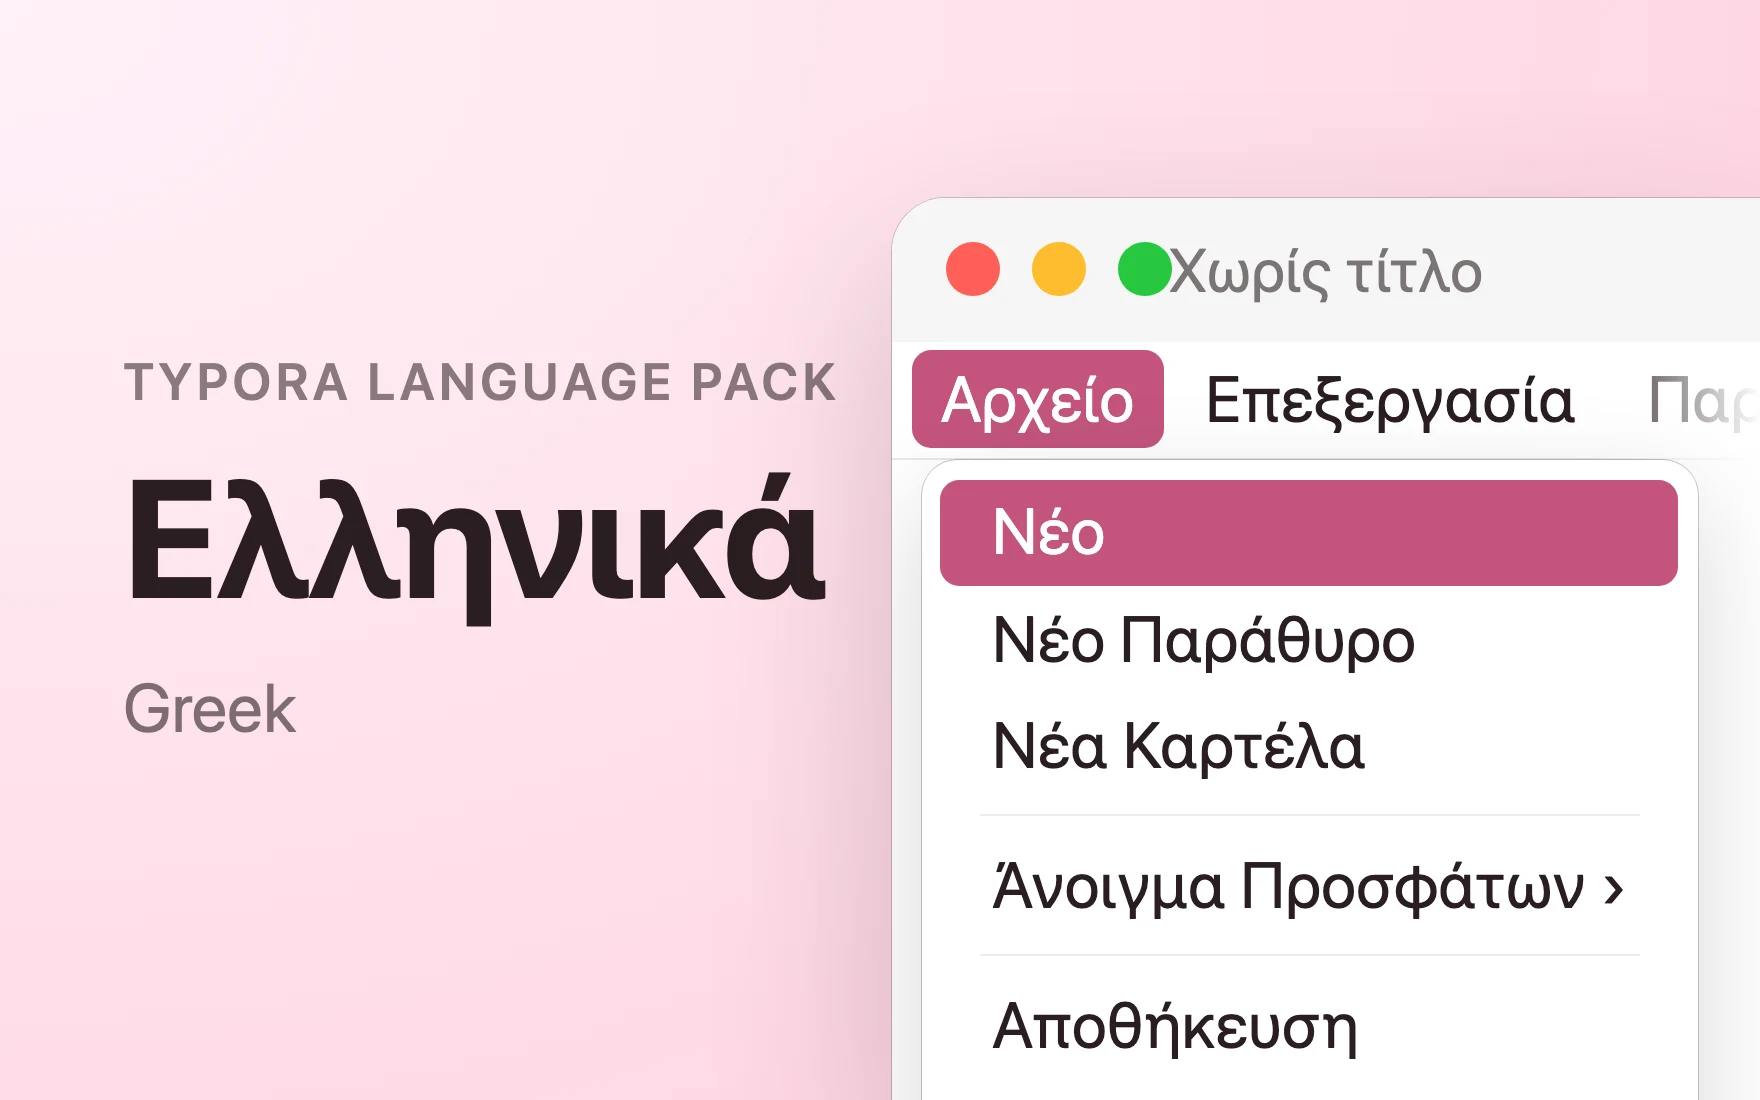 TYPORA LANGUAGE PACK
Ελληνικά
Greek
Χωρίς τίτλο
Αρχείο Επεξεργασία
Νέο
Νέο Παράθυρο
Νέα Καρτέλα
Άνοιγμα Προσφάτων ›
Αποθήκευση